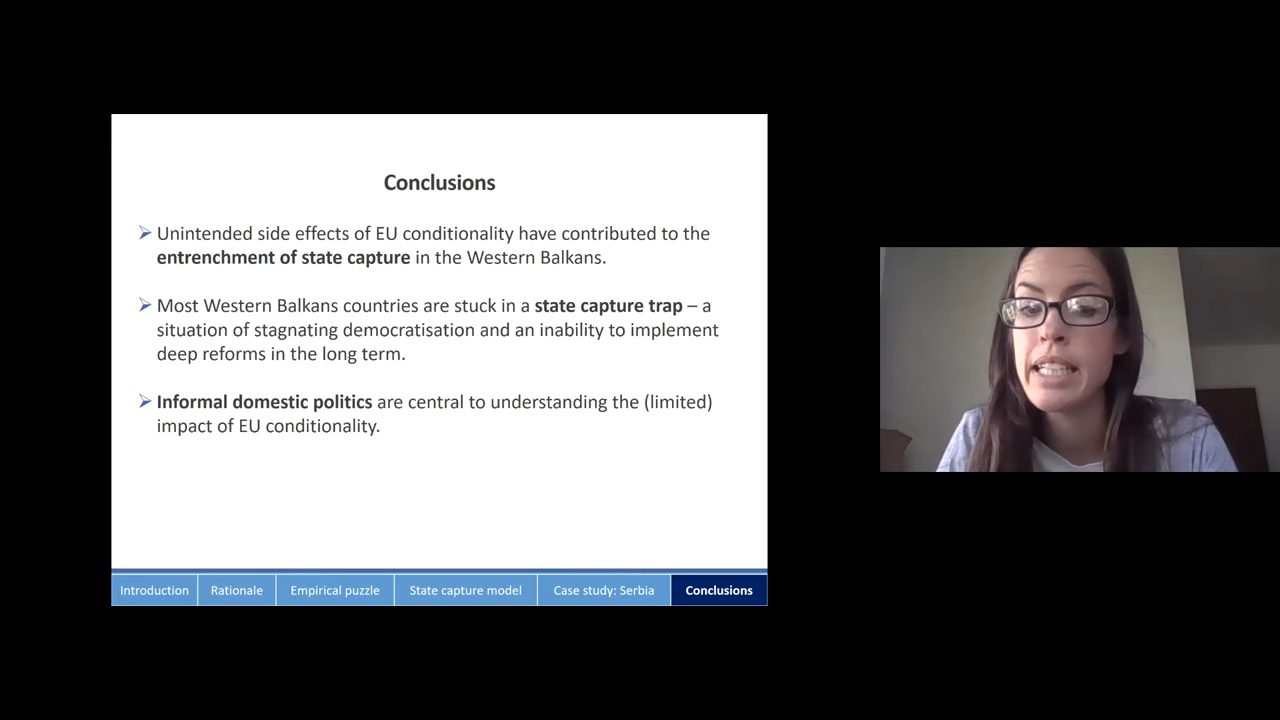 Conclusions
Unintended side effects of EU conditionality have contributed to the
entrenchment of state capture in the Western Balkans.
Most Western Balkans countries are stuck in a state capture trap – a
situation of stagnating democratisation and an inability to implement
deep reforms in the long term.
Informal domestic politics are central to understanding the (limited)
impact of EU conditionality.
Introduction Rationale Empirical puzzle State capture model Case study: Serbia Conclusions